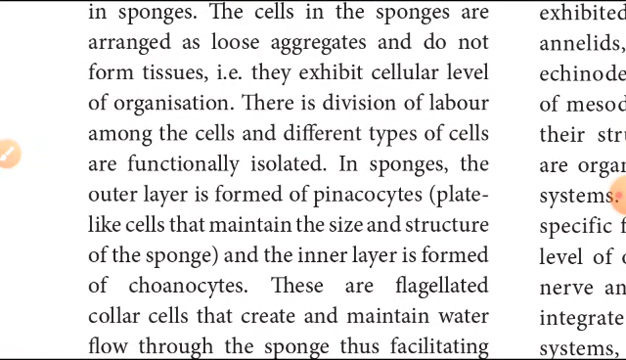 in sponges. The cells in the sponges are
arranged as loose aggregates and do not
form tissues, i.e. they exhibit cellular level
of organisation. There is division of labour
among the cells and different types of cells
are functionally isolated. In sponges, the
outer layer is formed of pinacocytes (plate-
like cells that maintain the size and structure
of the sponge) and the inner layer is formed
of choanocytes. These are flagellated
collar cells that create and maintain water
flow through the sponge thus facilitating
exhibited
annelids,
echinode
of mesod
their stru
are organ
systems.
specific f
level of o
nerve an
integrate
systems,